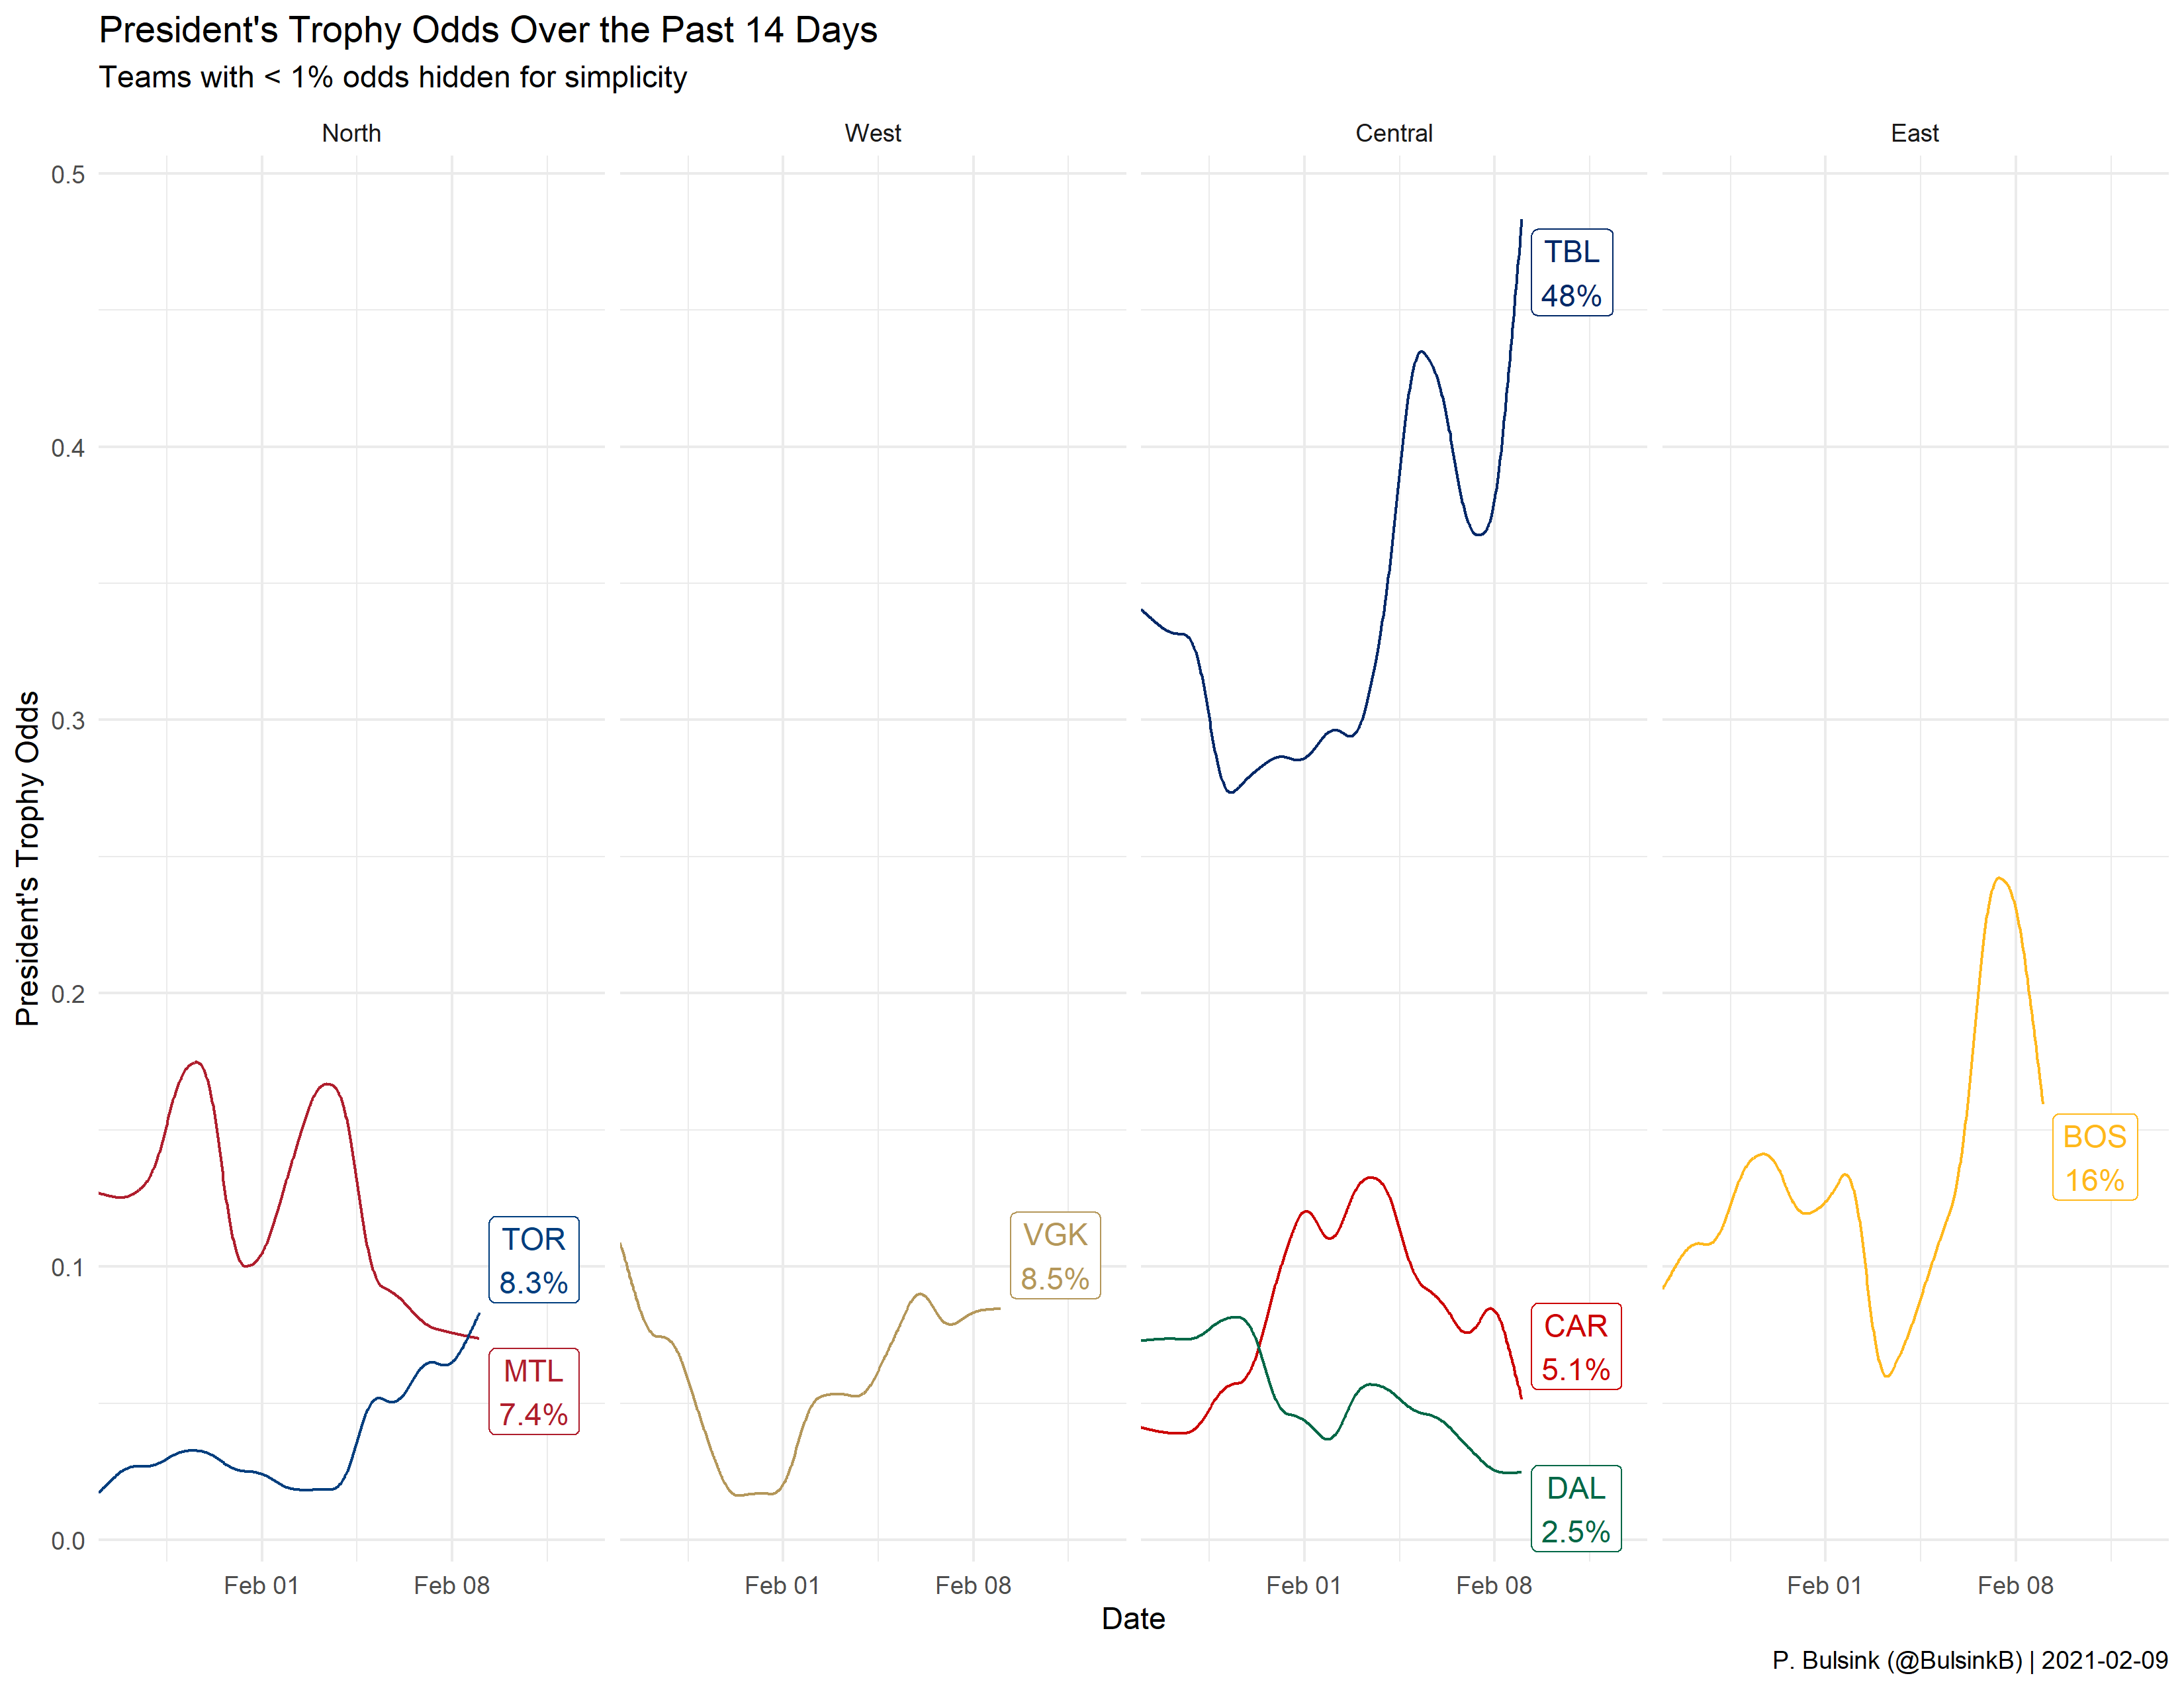 President's Trophy Odds Over the Past 14 Days
Teams with < 1% odds hidden for simplicity
North
West
Central
East
President's Trophy Odds
0.5
0.4
0.3
0.2
0.1
0.0
TOR
8.3%
MTL
7.4%
VGK
8.5%
TBL
48%
CAR
5.1%
DAL
2.5%
BOS
16%
Feb 01
Feb 08
Feb 01
Feb 08
Feb 01
Feb 08
Feb 01
Feb 08
Date
P. Bulsink (@BulsinkB) | 2021-02-09